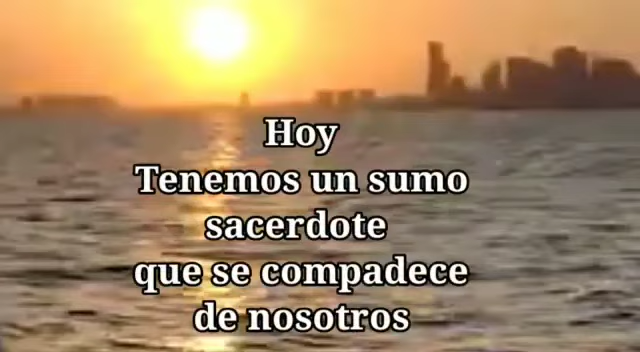 Hoy
Tenemos un sumo
sacerdote
que se compadece
de nosotros